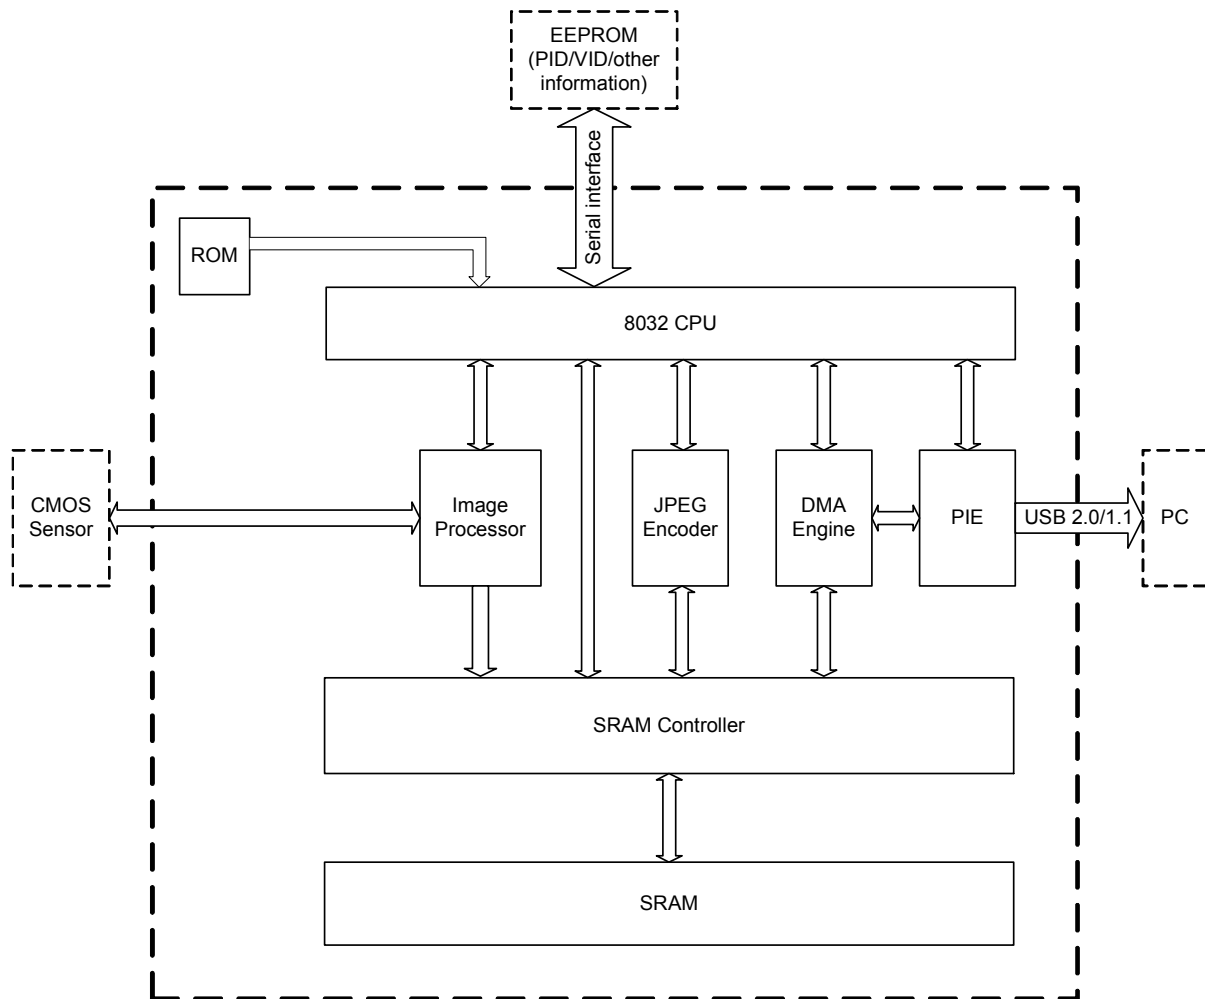 EEPROM
(PID/VID/other
information)
Serial interface
ROM
8032 CPU
CMOS
Sensor
Image
Processor
JPEG
Encoder
DMA
Engine
PIE
USB 2.0/1.1
PC
SRAM Controller
SRAM